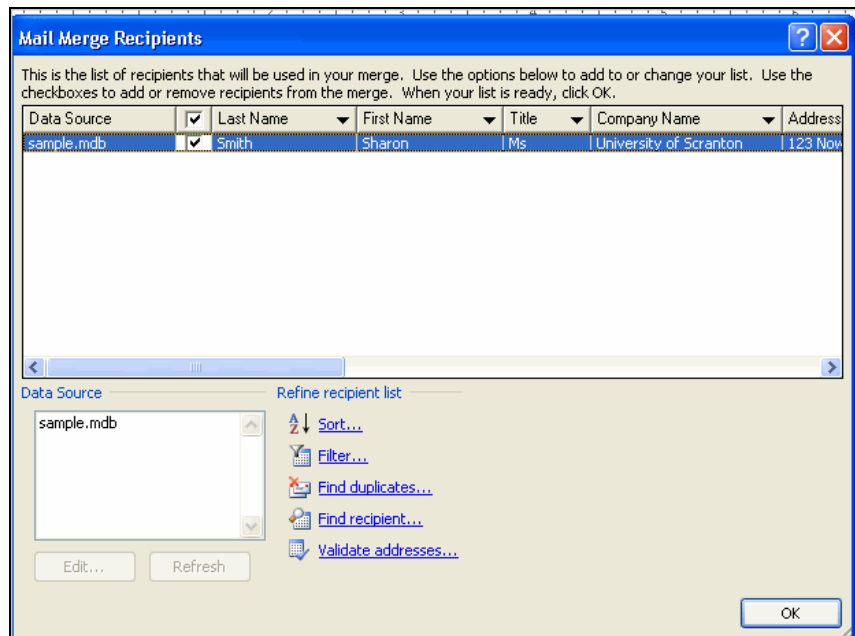 Mail Merge Recipients
This is the list of recipients that will be used in your merge. Use the options below to add to or change your list. Use the
checkboxes to add or remove recipients from the merge. When your list is ready, click OK.
Data Source Last Name First Name Title Company Name Address
sample.mdb Smith Sharon Ms University of Scranton 123 Now
Data Source Refine recipient list
sample.mdb
Sort...
Filter...
Find duplicates...
Find recipient...
Validate addresses...
Edit... Refresh
OK